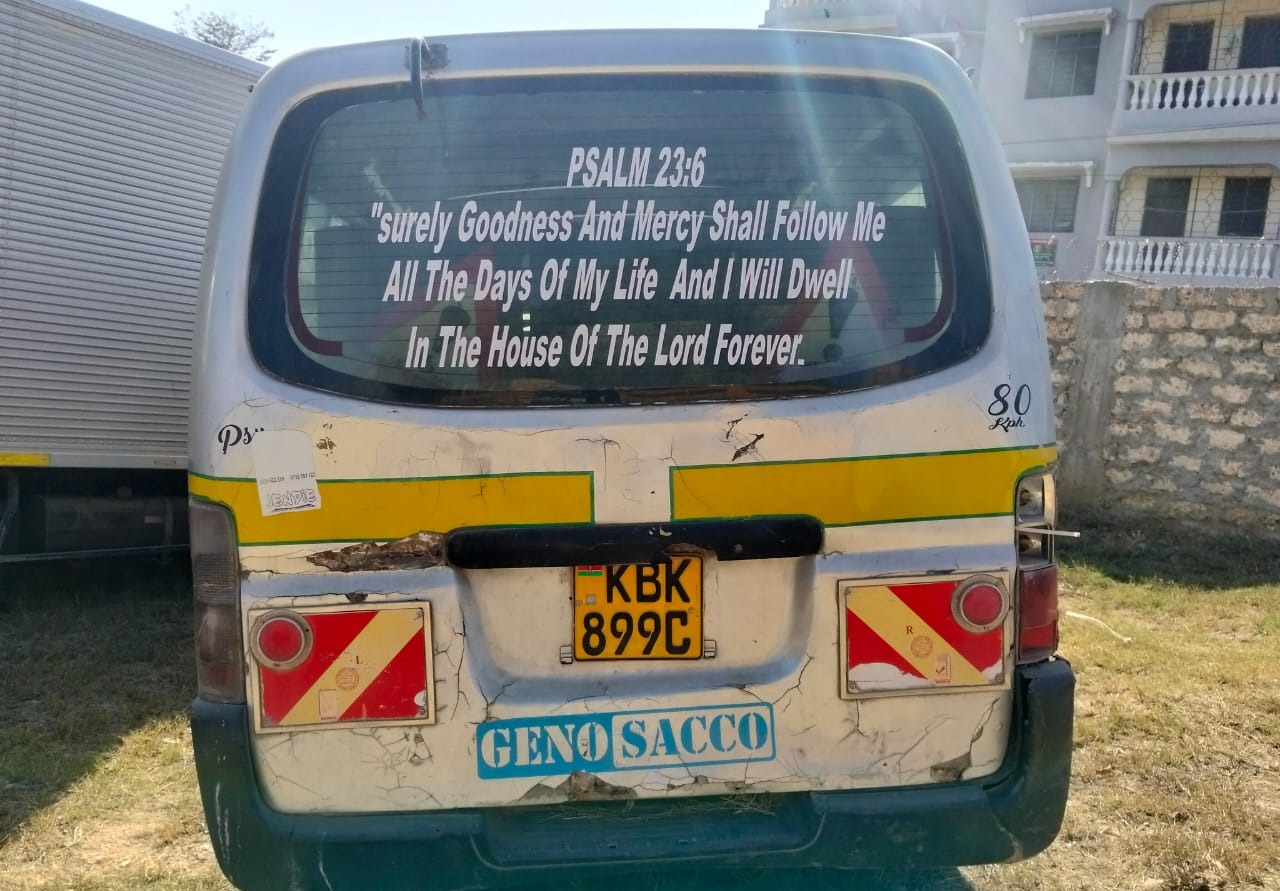 PSALM 23:6
"surely Goodness And Mercy Shall Follow Me
All The Days Of My Life And I Will Dwell
In The House Of The Lord Forever.
80
Kph
JENDIE
KBK
899C
L
R
GENO SACCO